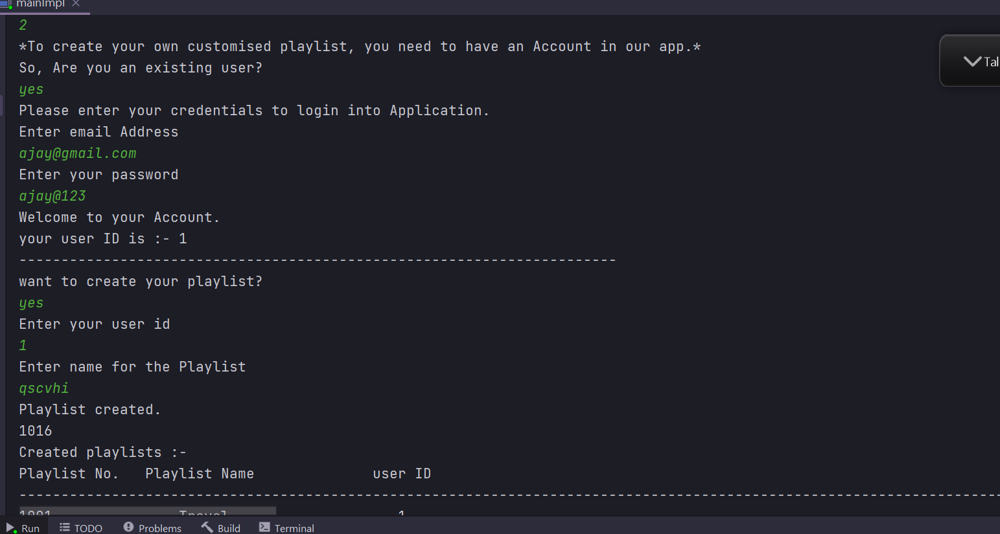 mainImpl ×
2
*To create your own customised playlist, you need to have an Account in our app.*
So, Are you an existing user?
yes
Please enter your credentials to login into Application.
Enter email Address
ajay@gmail.com
Enter your password
ajay@123
Welcome to your Account.
your user ID is :- 1
-----------------------------------------------------------------------
want to create your playlist?
yes
Enter your user id
1
Enter name for the Playlist
qscvhi
Playlist created.
1016
Created playlists :-
Playlist No. Playlist Name user ID
---------------------------------------------------------------------------------------------------------------------
1001 Travel 1
Tal
Run TODO Problems Build Terminal